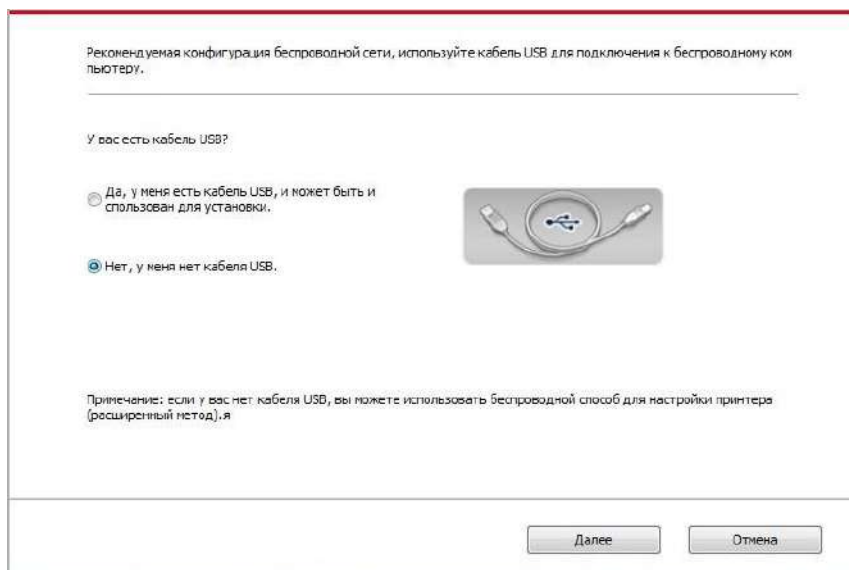 Рекомендуемая конфигурация беспроводной сети, используйте кабель USB для подключения к беспроводному ком
пьютеру.
У вас есть кабель USB?
Да, у меня есть кабель USB, и может быть и
спользован для установки.
Нет, у меня нет кабеля USB.
Примечание: если у вас нет кабеля USB, вы можете использовать беспроводной способ для настройки принтера
(расширенный метод).я
Далее
Отмена